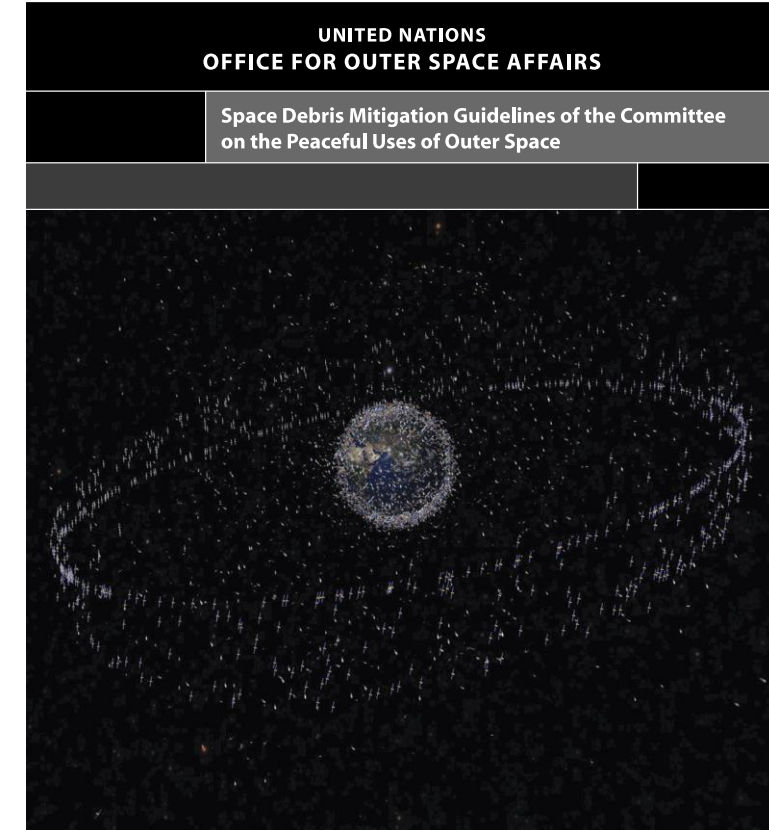 UNITED NATIONS
OFFICE FOR OUTER SPACE AFFAIRS
Space Debris Mitigation Guidelines of the Committee
on the Peaceful Uses of Outer Space